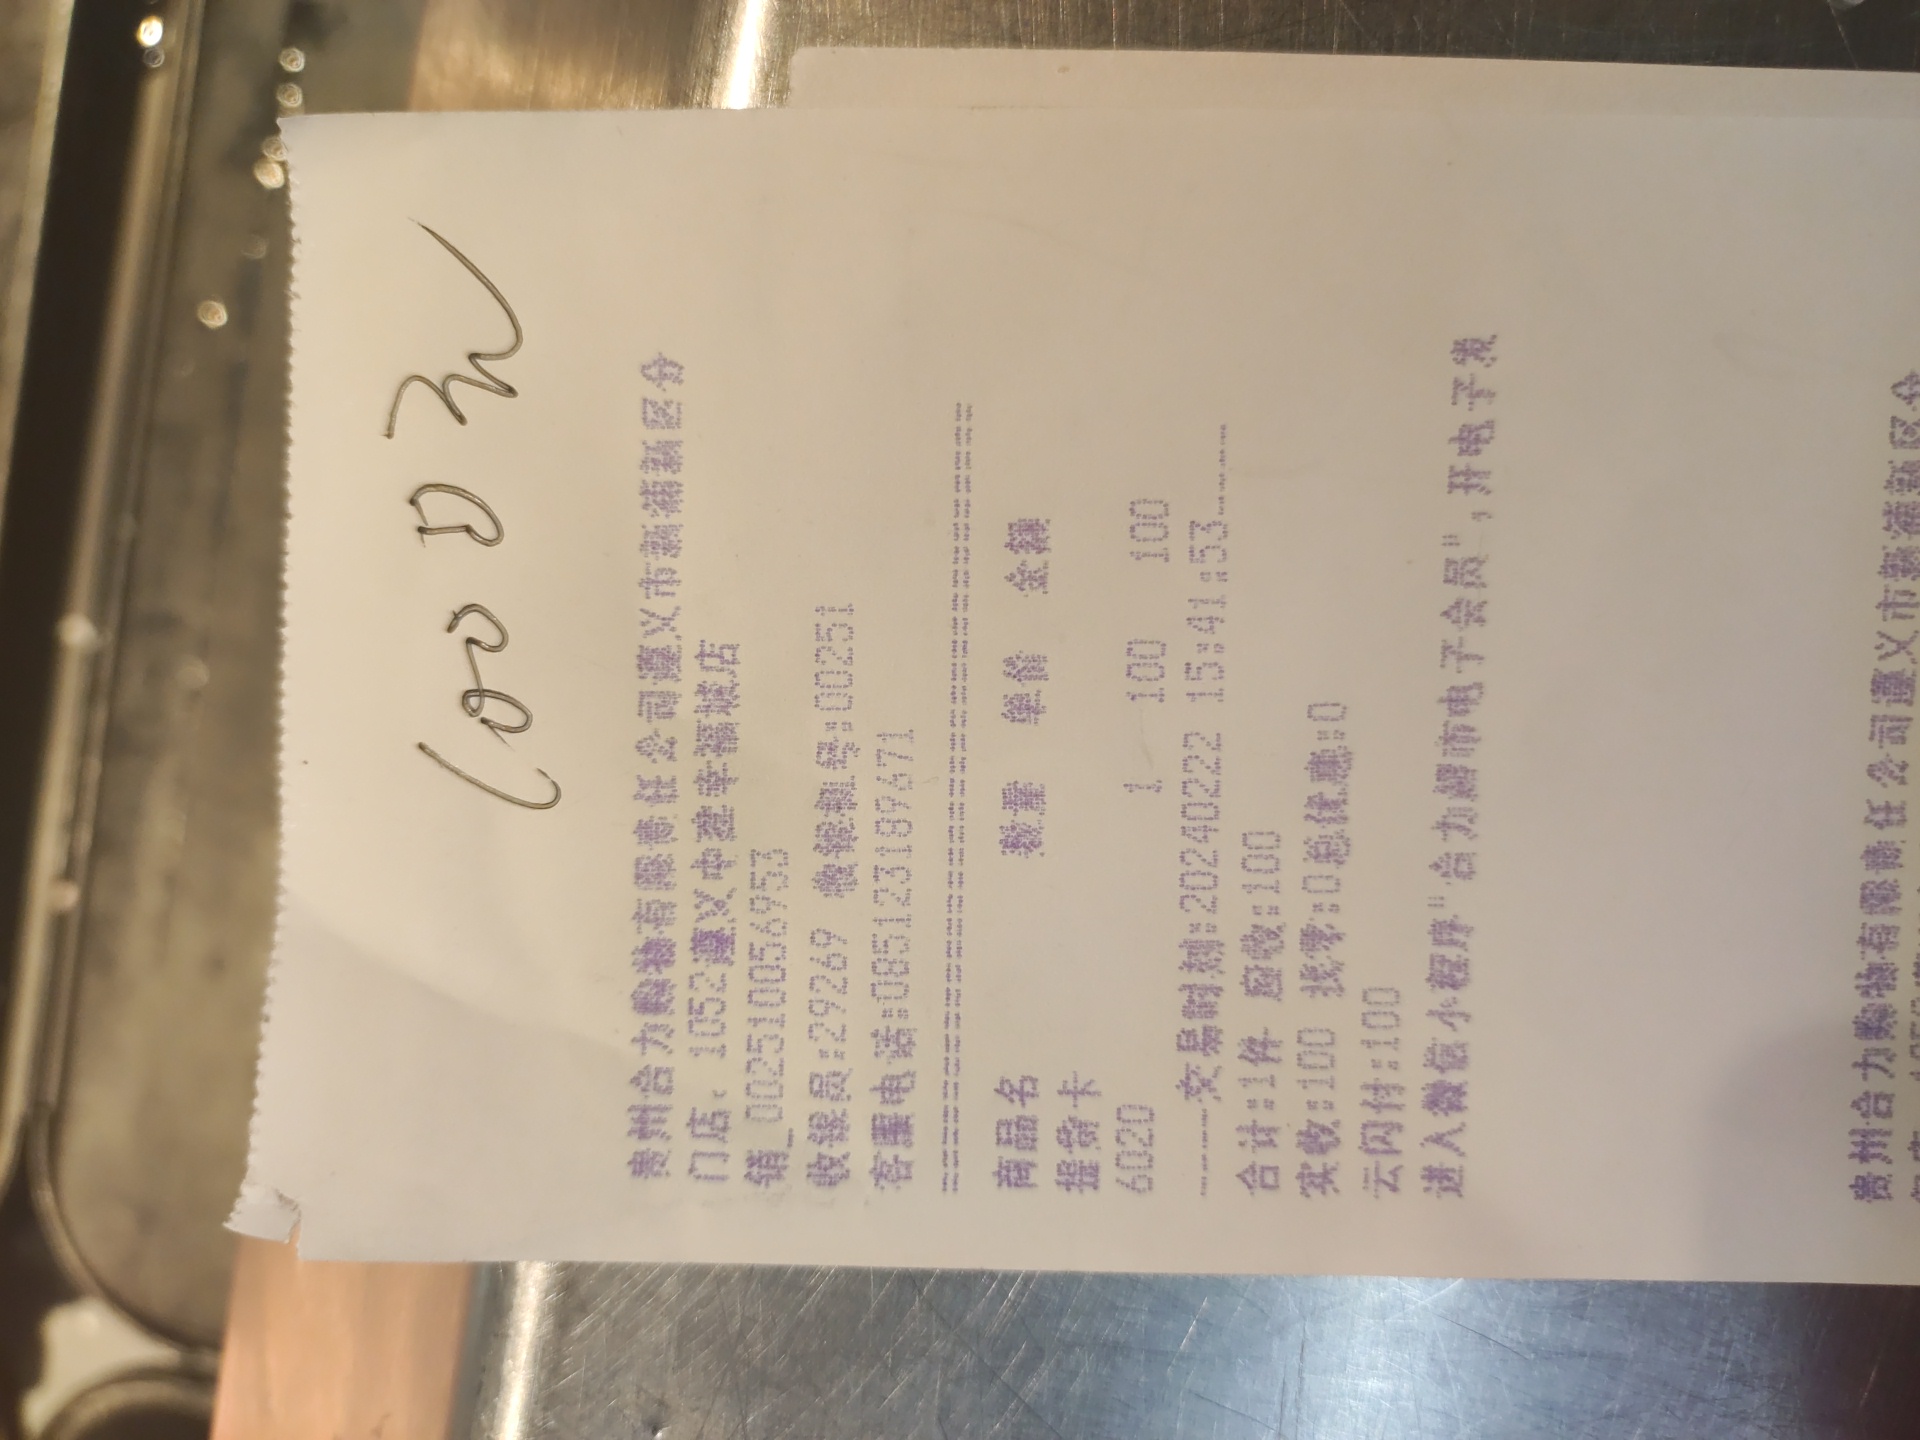 贵州合力购物有限责任公司遵义市新蒲新区分
门店: 1052遵义中建幸福城店
销_002510056953
收银员:29269 收银机号:00251
客服电话:085123189671
商品名 数量 单价 金额
提货卡
6020 1 100 100
-----交易时刻:20240222 15:41:53
合计:1件 应收:100
实收:100 找零:0总优惠:0
云闪付:100
进入微信小程序"合力超市电子会员",开电子发
贵州合力购物有限责任公司遵义市新蒲新区分